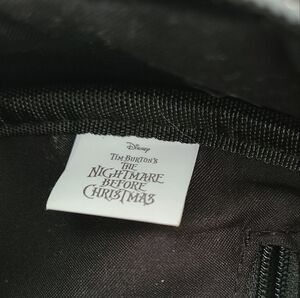 Disney
TIM BURTON'S
THE
NIGHTMARE
BEFORE
CHRISTMAS